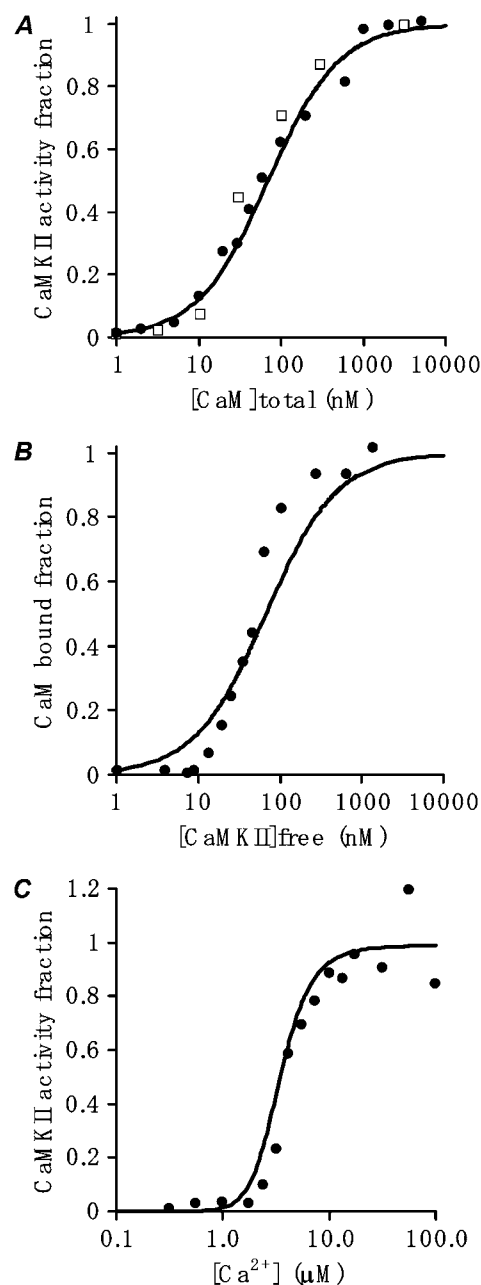 A
CaMKII activity fraction
1
0.8
0.6
0.4
0.2
0
1 10 100 1000 10000
[CaM]total (nM)
B
CaM bound fraction
1
0.8
0.6
0.4
0.2
0
1 10 100 1000 10000
[CaMKII]free (nM)
C
CaMKII activity fraction
1.2
1
0.8
0.6
0.4
0.2
0
0.1 1.0 10.0 100.0
[Ca²⁺] (μM)